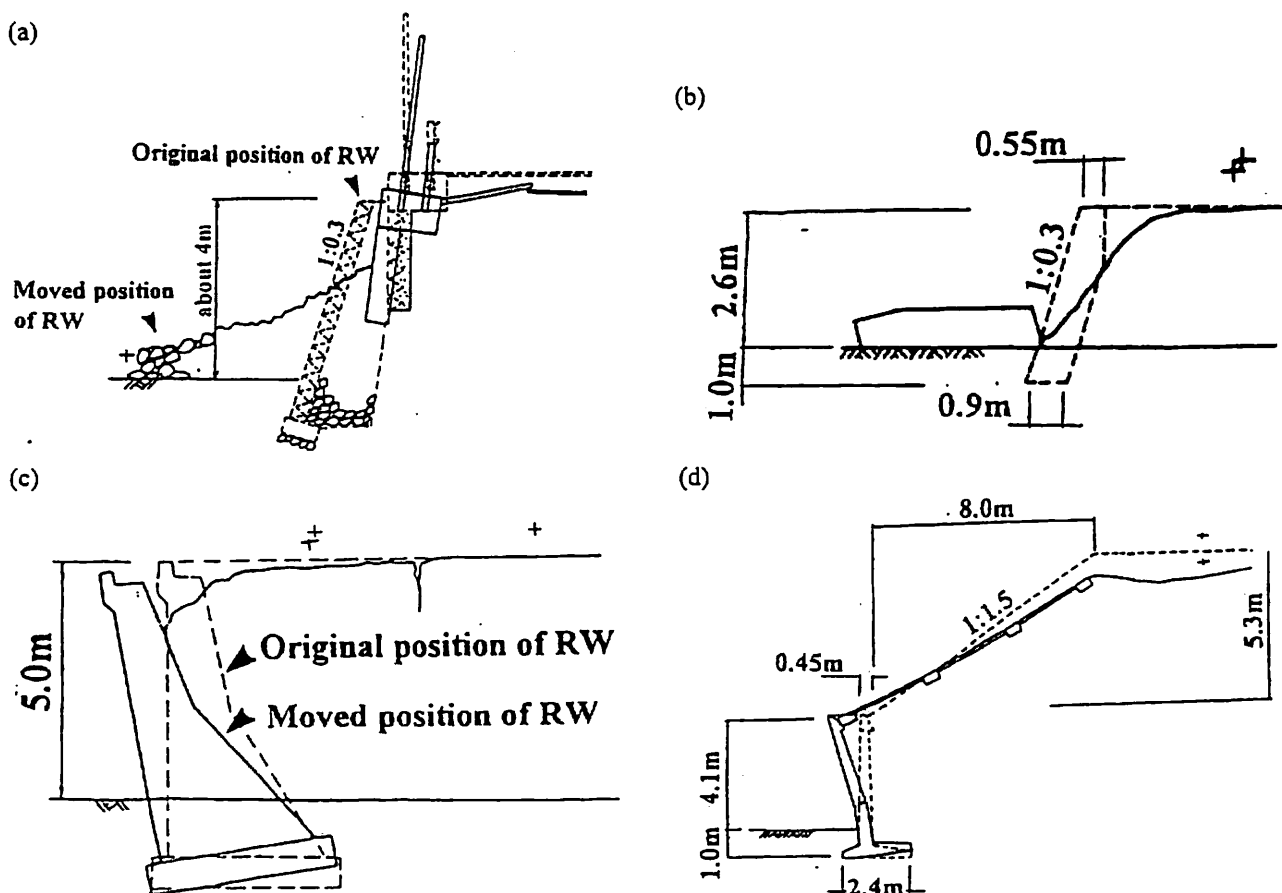 (a)
Original position of RW
1:0.3
about 4m
Moved position
of RW
(b)
0.55m
1:0.3
2.6m
1.0m
0.9m
(c)
5.0m
Original position of RW
Moved position of RW
(d)
8.0m
1:1.5
5.3m
0.45m
4.1m
1.0m
2.4m